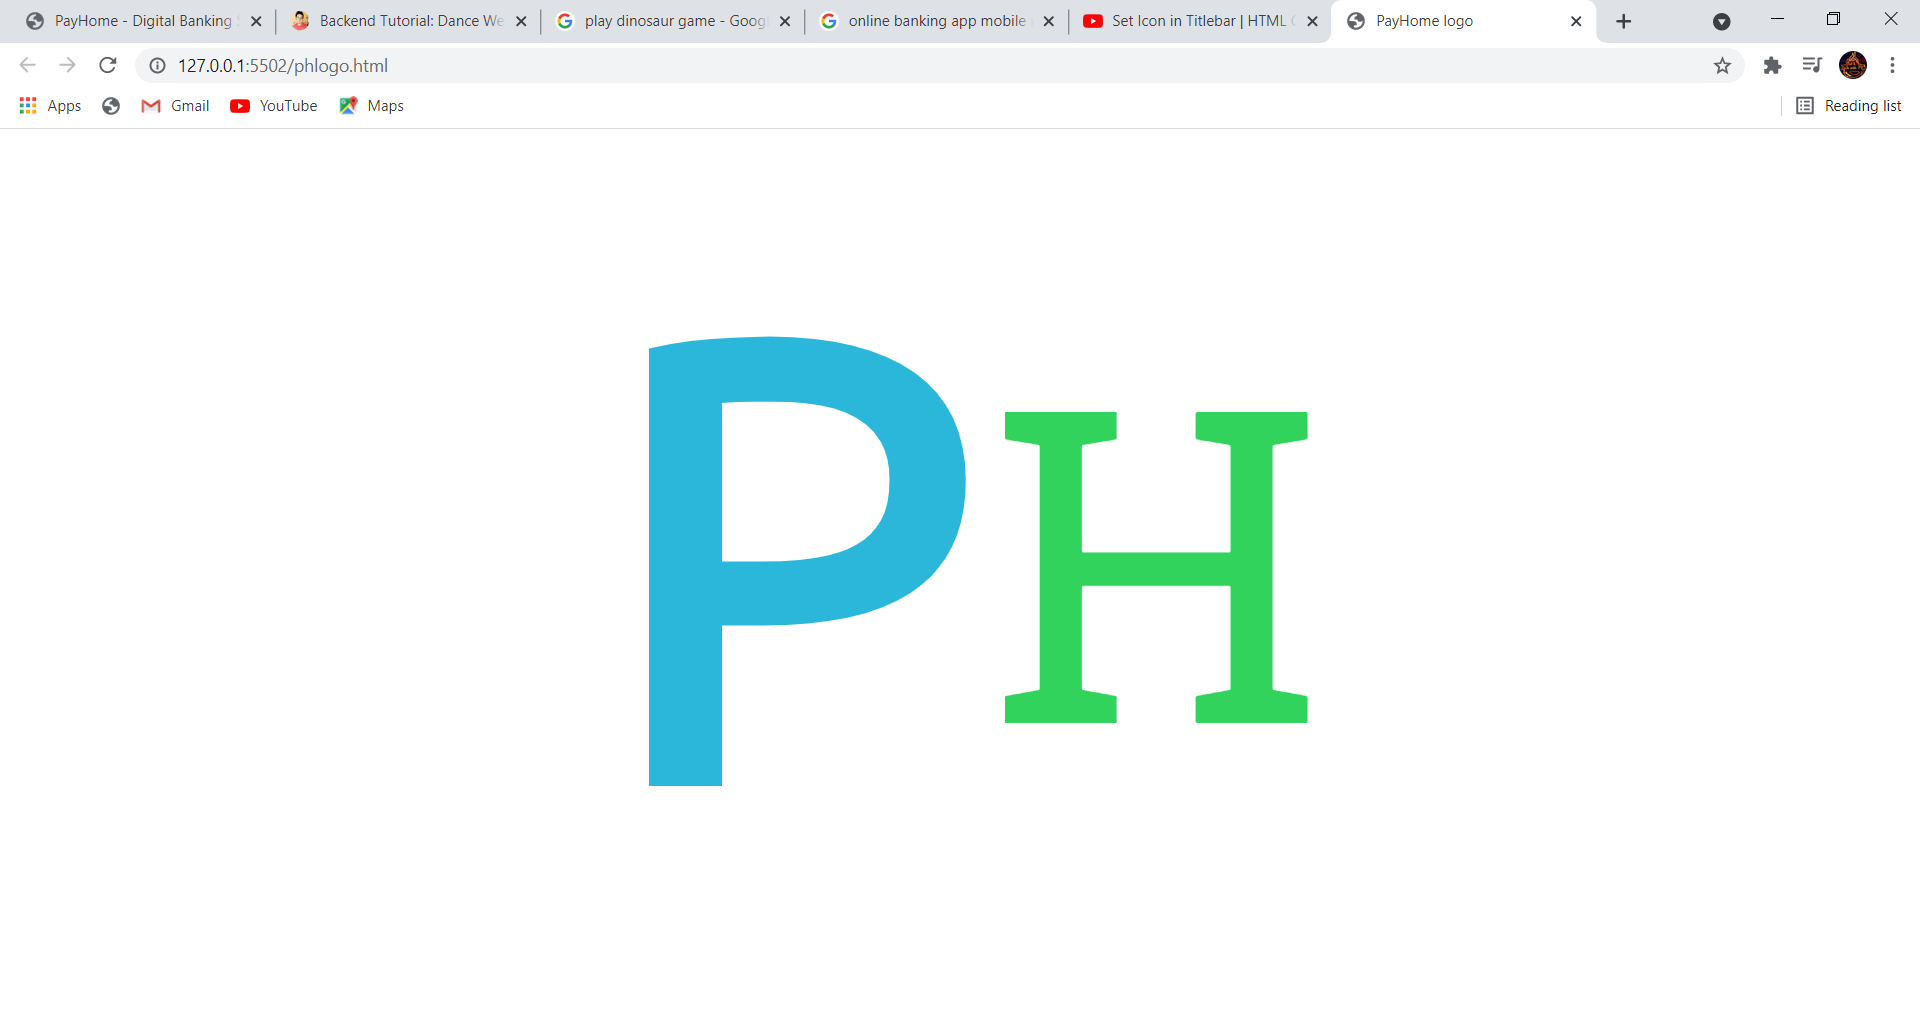 PayHome - Digital Banking
Backend Tutorial: Dance We
play dinosaur game - Goog
online banking app mobile
Set Icon in Titlebar | HTML
PayHome logo
127.0.0.1:5502/phlogo.html
Apps
Gmail
YouTube
Maps
Reading list
PH